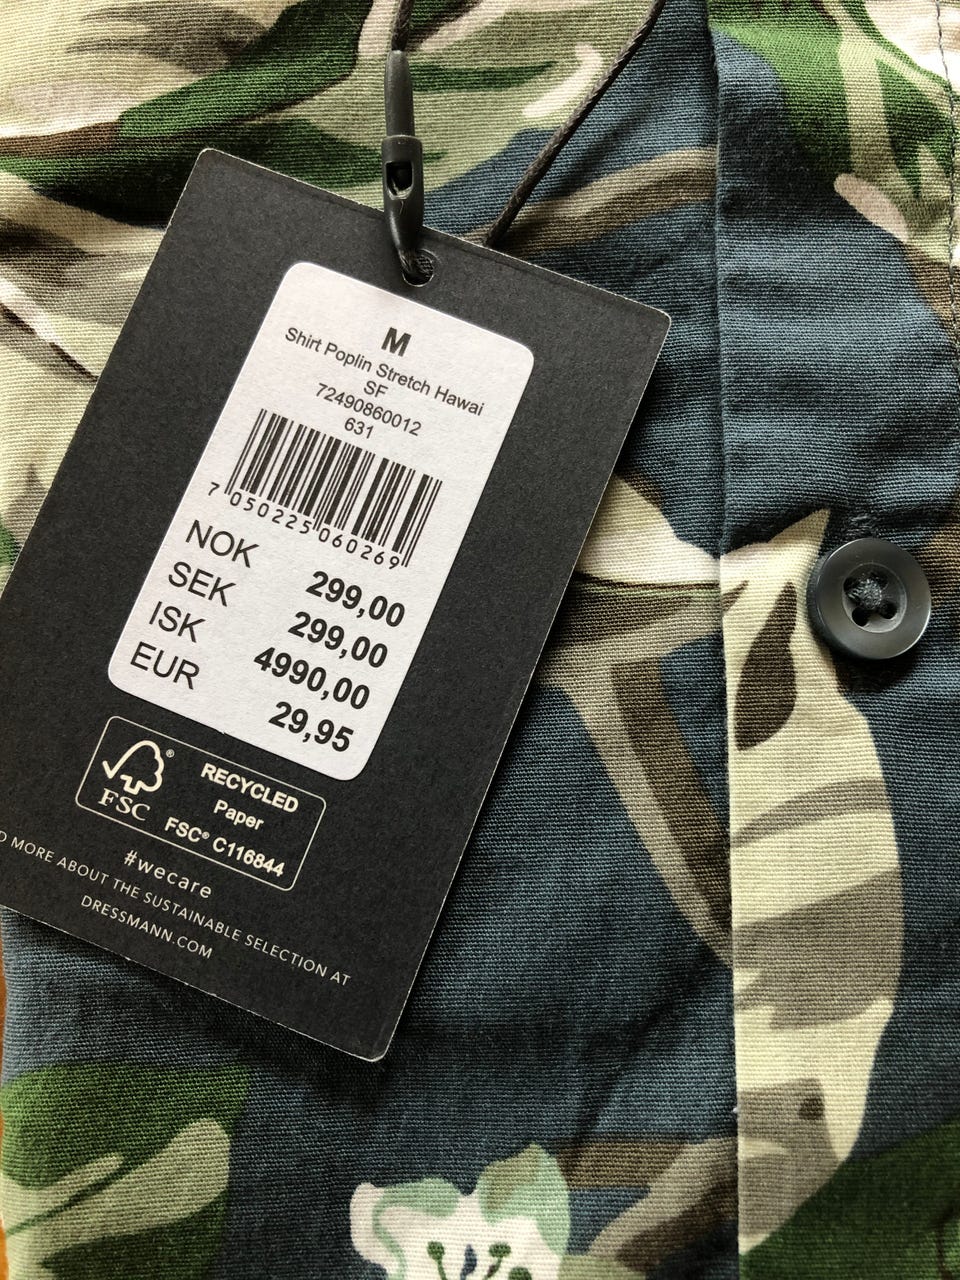 M
Shirt Poplin Stretch Hawai
SF
72490860012
631
7 050225 060269
NOK 299,00
SEK 299,00
ISK 4990,00
EUR 29,95
FSC®
RECYCLED
Paper
FSC® C116844
#wecare
MORE ABOUT THE SUSTAINABLE SELECTION AT
DRESSMANN.COM